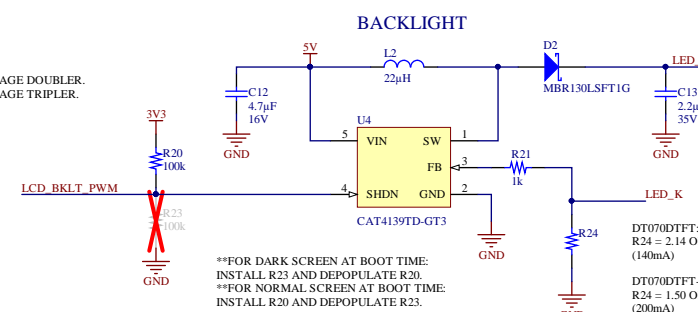 BACKLIGHT
AGE DOUBLER.
AGE TRIPLER.
5V
L2
22µH
D2
MBR130LSFT1G
LED_
C12
4.7µF
16V
GND
C13
2.2µ
35V
GND
3V3
R20
100k
U4
5 VIN SW 1
FB 3
4 SHDN GND 2
CAT4139TD-GT3
R21
1k
LCD_BKLT_PWM
LED_K
R23
100k
GND
GND
R24
**FOR DARK SCREEN AT BOOT TIME:
INSTALL R23 AND DEPOPULATE R20.
**FOR NORMAL SCREEN AT BOOT TIME:
INSTALL R20 AND DEPOPULATE R23.
DT070DTFT:
R24 = 2.14 O
(140mA)
DT070DTFT-
R24 = 1.50 O
(200mA)